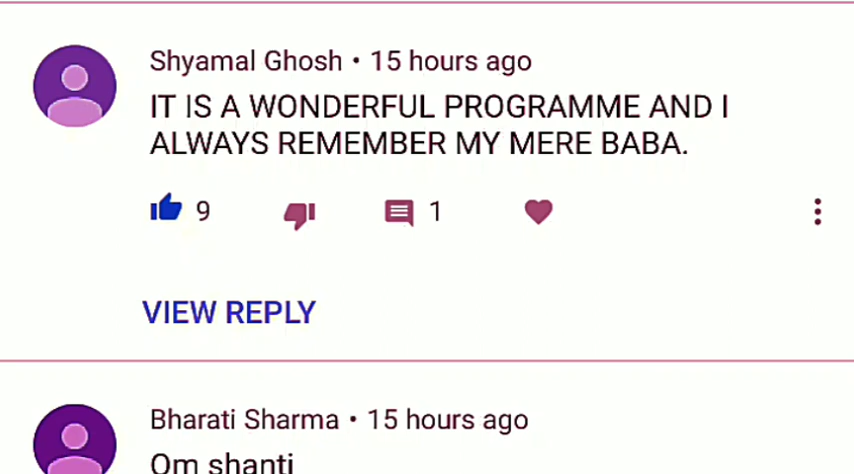 Shyamal Ghosh • 15 hours ago
IT IS A WONDERFUL PROGRAMME AND I
ALWAYS REMEMBER MY MERE BABA.
9 1
VIEW REPLY
Bharati Sharma • 15 hours ago
Om shanti